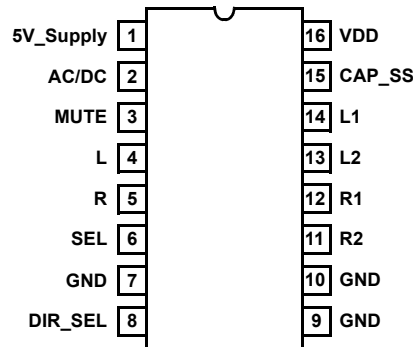 5V_Supply 1 16 VDD
AC/DC 2 15 CAP_SS
MUTE 3 14 L1
L 4 13 L2
R 5 12 R1
SEL 6 11 R2
GND 7 10 GND
DIR_SEL 8 9 GND